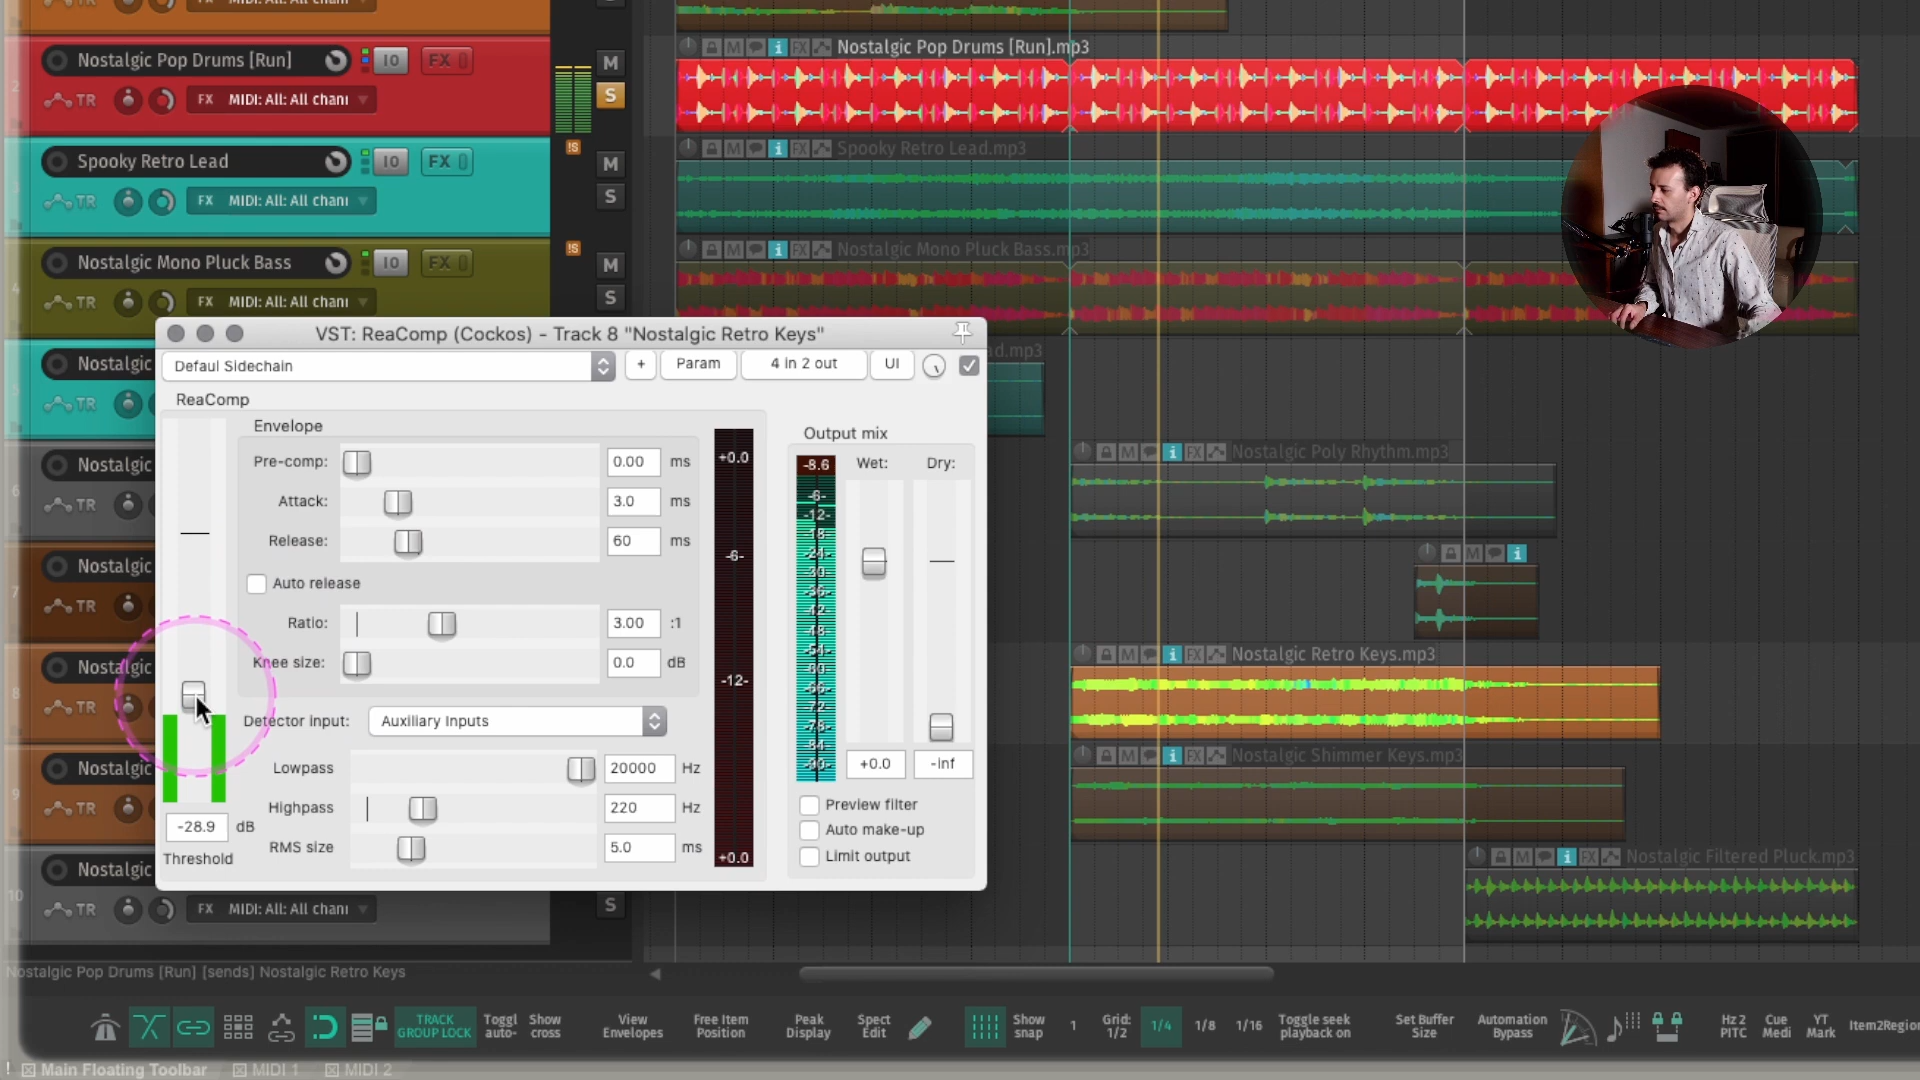 FX MIDI: All: All chanı
Nostalgic Pop Drums [Run] IO FX
TR FX MIDI: All: All chanı
M
S
Nostalgic Pop Drums [Run].mp3
Spooky Retro Lead IO FX
TR FX MIDI: All: All chanı
M
S
Spooky Retro Lead.mp3
Nostalgic Mono Pluck Bass IO FX
TR FX MIDI: All: All chanı
M
S
Nostalgic Mono Pluck Bass.mp3
VST: ReaComp (Cockos) - Track 8 "Nostalgic Retro Keys"
Defaul Sidechain + Param 4 in 2 out UI
ReaComp
Envelope
Pre-comp: 0.00 ms
Attack: 3.0 ms
Release: 60 ms
Auto release
Ratio: 3.00 :1
Knee size: 0.0 dB
Detector input: Auxiliary Inputs
Lowpass 20000 Hz
Highpass 220 Hz
RMS size 5.0 ms
-28.9 dB
Threshold
+0.0
-6-
-12-
+0.0
Output mix
-8.6 Wet: Dry:
-6-
-12-
-18-
-24-
-30-
-36-
-42-
-48-
-54-
-60-
-66-
-72-
-78-
-84-
-90-
+0.0 -inf
Preview filter
Auto make-up
Limit output
Nostalgic
TR
Nostalgic
TR
Nostalgic
TR
Nostalgic
TR
Nostalgic
TR
Nostalgic
TR FX MIDI: All: All chanı
S
ad.mp3
Nostalgic Poly Rhythm.mp3
Nostalgic Retro Keys.mp3
Nostalgic Shimmer Keys.mp3
Nostalgic Filtered Pluck.mp3
Nostalgic Pop Drums [Run] [sends] Nostalgic Retro Keys
TRACK GROUP LOCK
Toggl auto-
Show cross
View Envelopes
Free Item Position
Peak Display
Spect Edit
Show snap
1
Grid: 1/2
1/4
1/8
1/16
Toggle seek playback on
Set Buffer Size
Automation Bypass
Hz 2 PITC
Cue Medi
YT Mark
Item2Region
! Main Floating Toolbar MIDI 1 MIDI 2